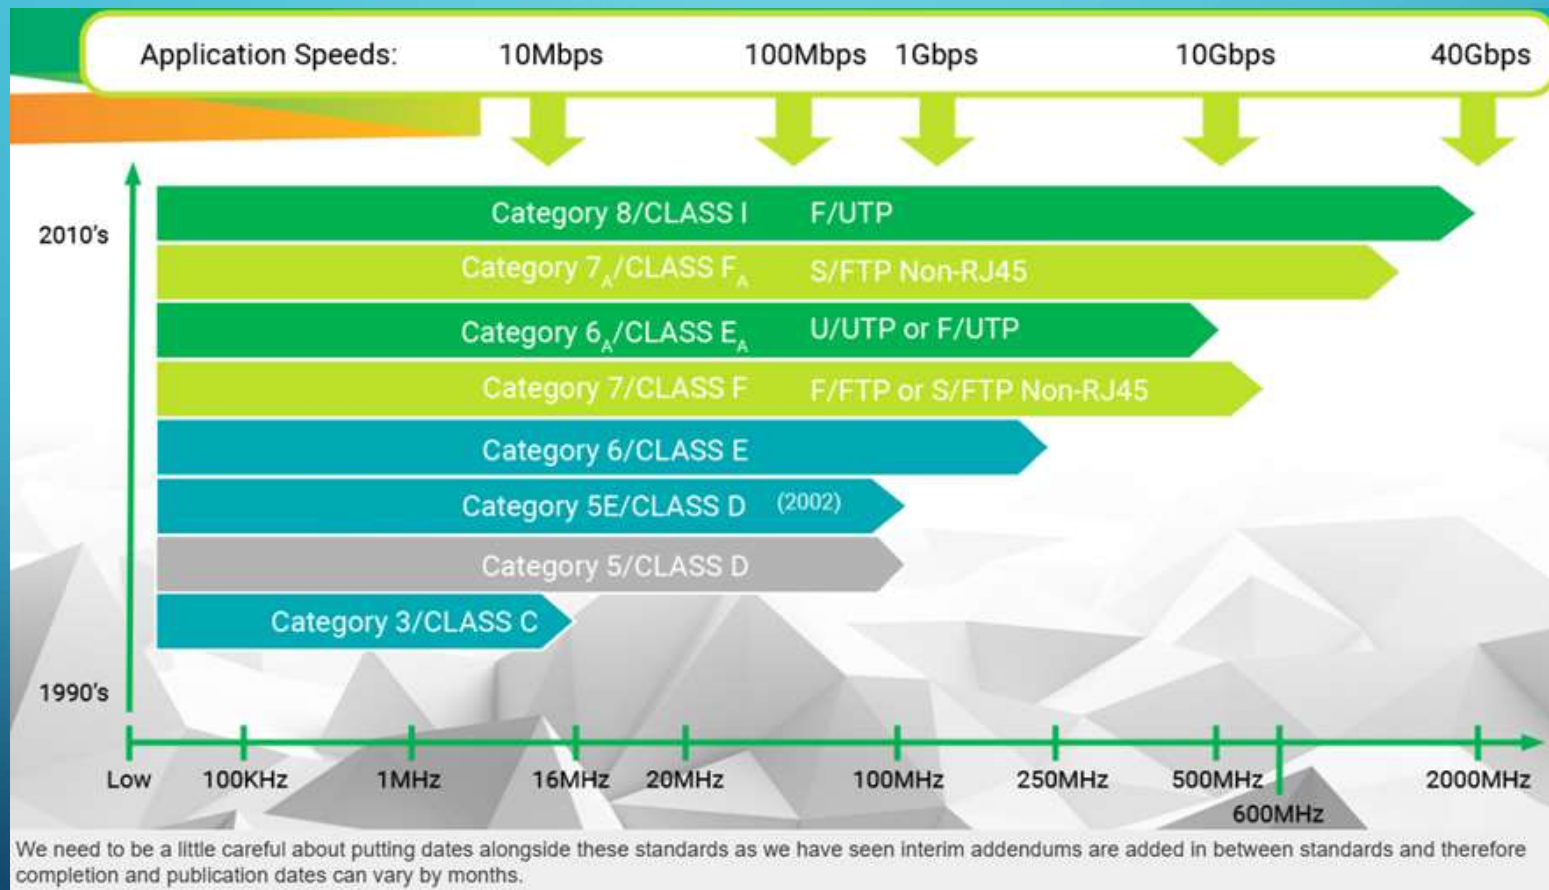 Application Speeds: 10Mbps 100Mbps 1Gbps 10Gbps 40Gbps
2010's
Category 8/CLASS I F/UTP
Category 7A/CLASS FA S/FTP Non-RJ45
Category 6A/CLASS EA U/UTP or F/UTP
Category 7/CLASS F F/FTP or S/FTP Non-RJ45
Category 6/CLASS E
Category 5E/CLASS D (2002)
Category 5/CLASS D
Category 3/CLASS C
1990's
Low 100KHz 1MHz 16MHz 20MHz 100MHz 250MHz 500MHz 2000MHz
600MHz
We need to be a little careful about putting dates alongside these standards as we have seen interim addendums are added in between standards and therefore
completion and publication dates can vary by months.